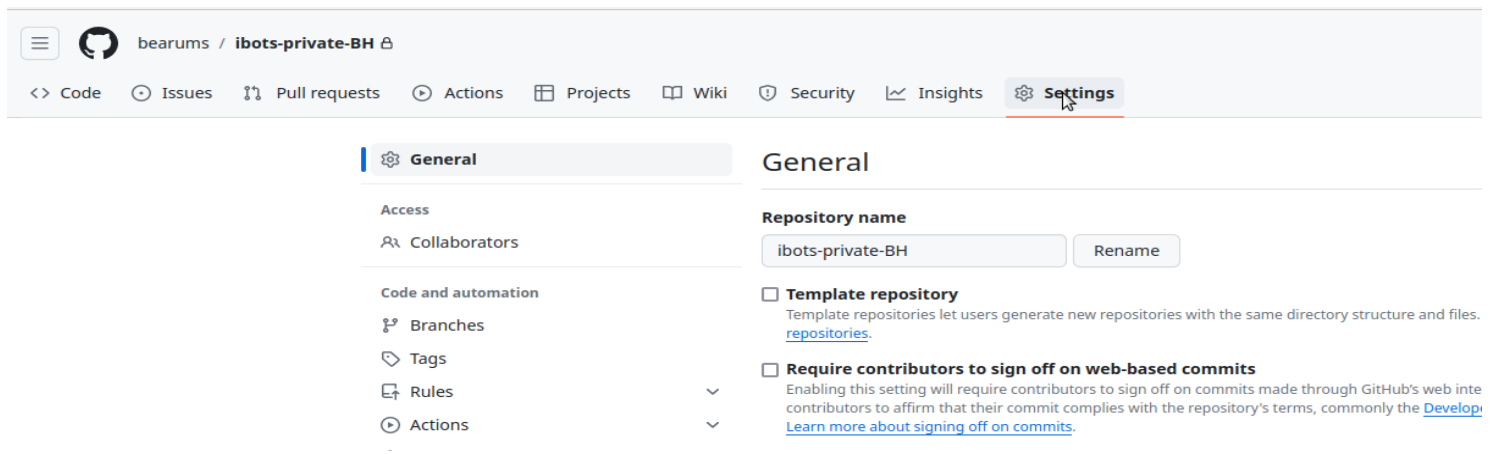 bearums / ibots-private-BH
Code Issues Pull requests Actions Projects Wiki Security Insights Settings
General
Access
Collaborators
Code and automation
Branches
Tags
Rules
Actions
General
Repository name
ibots-private-BH Rename
Template repository
Template repositories let users generate new repositories with the same directory structure and files.
repositories.
Require contributors to sign off on web-based commits
Enabling this setting will require contributors to sign off on commits made through GitHub's web inte
contributors to affirm that their commit complies with the repository's terms, commonly the Develope
Learn more about signing off on commits.